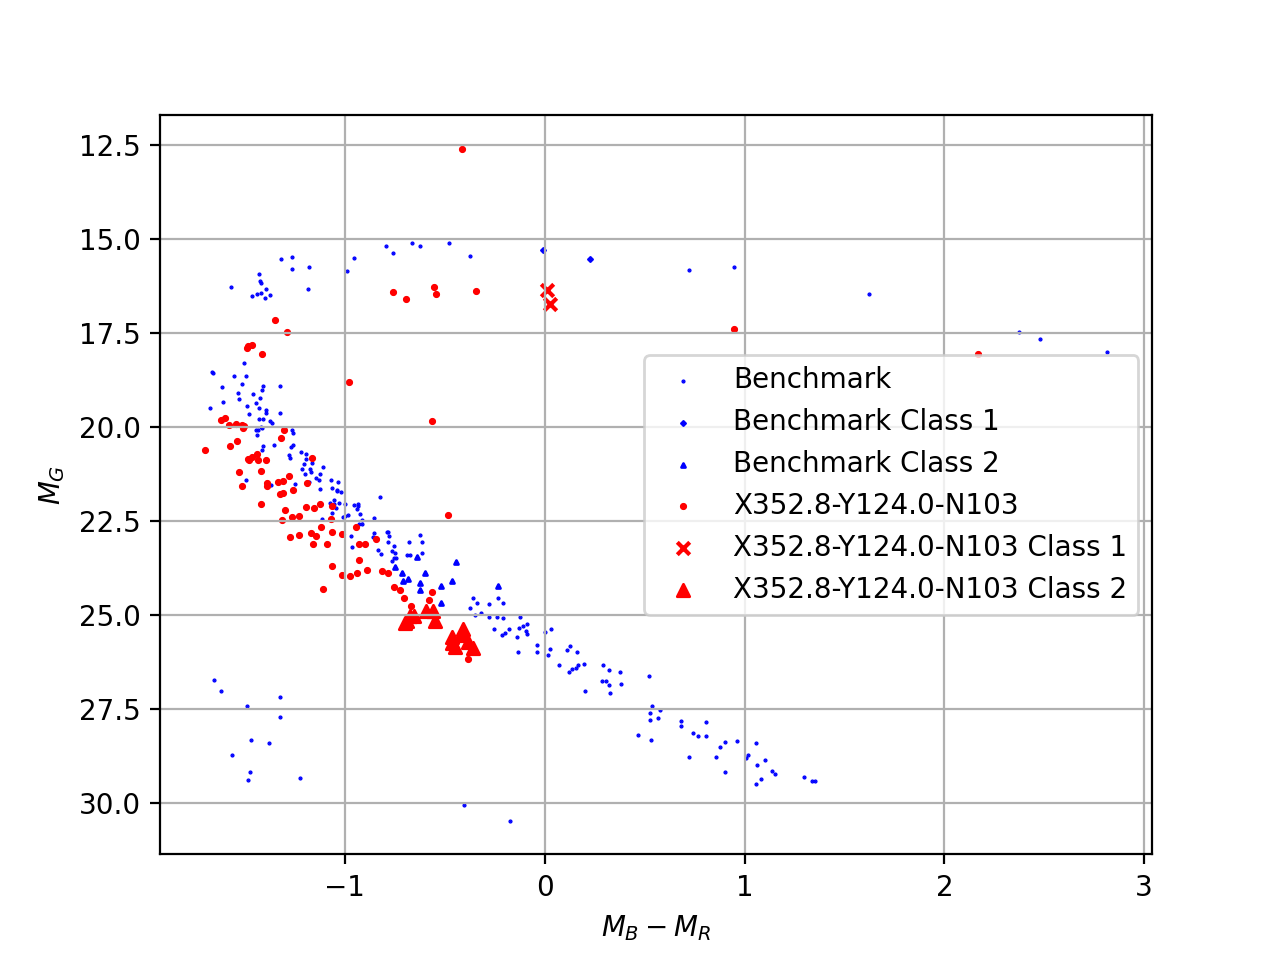 12.5
15.0
17.5
20.0
22.5
25.0
27.5
30.0
M_G
Benchmark
Benchmark Class 1
Benchmark Class 2
X352.8-Y124.0-N103
X352.8-Y124.0-N103 Class 1
X352.8-Y124.0-N103 Class 2
−1 0 1 2 3
M_B − M_R